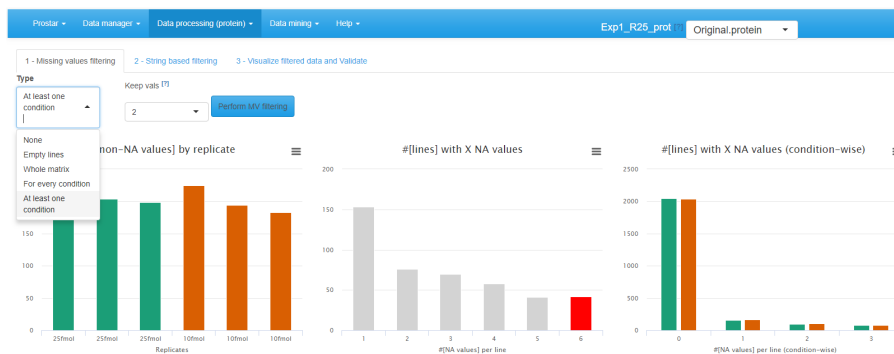 Prostar
Data manager
Data processing (protein)
Data mining
Help
Exp1_R25_prot [?]
Original.protein
1 - Missing values filtering
2 - String based filtering
3 - Visualize filtered data and Validate
Type
At least one
condition
Keep vals [?]
2
Perform MV filtering
None
Empty lines
Whole matrix
For every condition
At least one
condition
non-NA values] by replicate
150
100
50
0
25fmol
25fmol
25fmol
10fmol
10fmol
10fmol
Replicates
#[lines] with X NA values
200
150
100
50
0
1
2
3
4
5
6
#[NA values] per line
#[lines] with X NA values (condition-wise)
2500
2000
1500
1000
500
0
0
1
2
3
#[NA values] per line (condition-wise)